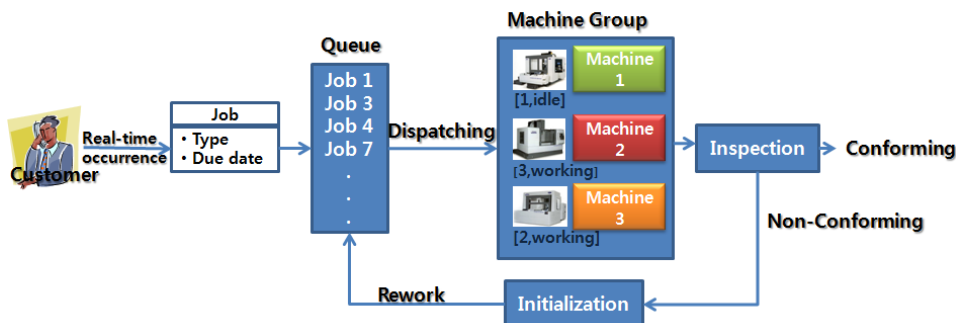 Machine Group
Queue
Job 1
Job 3
Job 4
Job 7
.
.
.
Customer
Real-time
occurrence
Job
• Type
• Due date
Dispatching
Machine
1
[1,idle]
Machine
2
[3,working]
Machine
3
[2,working]
Inspection
Conforming
Non-Conforming
Rework
Initialization